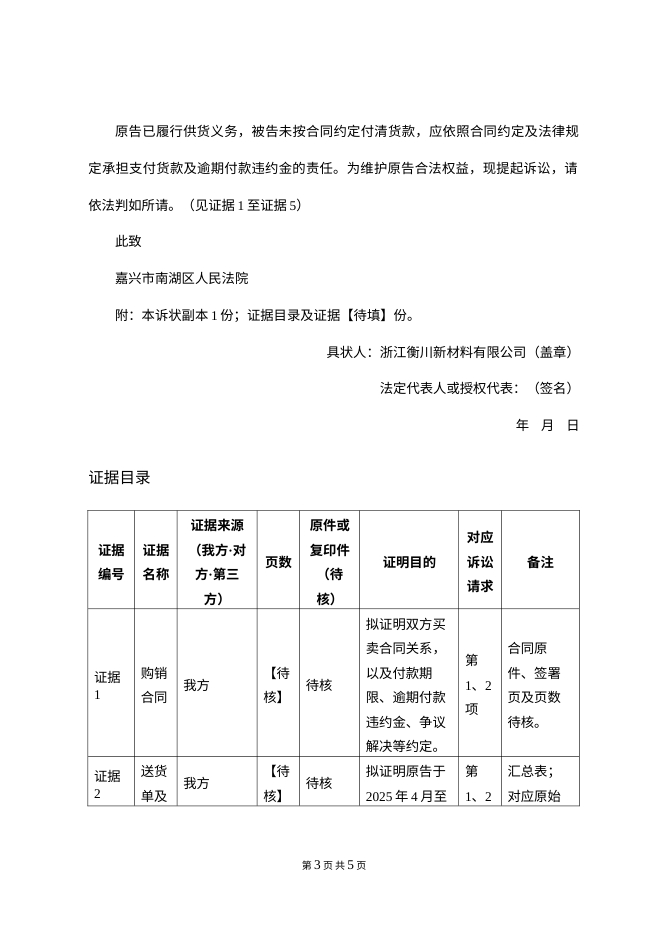 原告已履行供货义务，被告未按合同约定付清货款，应依照合同约定及法律规
定承担支付货款及逾期付款违约金的责任。为维护原告合法权益，现提起诉讼，请
依法判如所请。（见证据 1 至证据 5）
此致
嘉兴市南湖区人民法院
附：本诉状副本 1 份；证据目录及证据【待填】份。
具状人：浙江衡川新材料有限公司（盖章）
法定代表人或授权代表：（签名）
年 月 日
证据目录
证据
编号
证据
名称
证据来源
（我方·对
方·第三
方）
页数
原件或
复印件
（待
核）
证明目的
对应
诉讼
请求
备注
证据
1
购销
合同
我方
【待
核】
待核
拟证明双方买
卖合同关系，
以及付款期
限、逾期付款
违约金、争议
解决等约定。
第
1、2
项
合同原
件、签署
页及页数
待核。
证据
2
送货
单及
我方
【待
核】
待核
拟证明原告于
2025 年 4 月至
第
1、2
汇总表；
对应原始
第 3 页 共 5 页